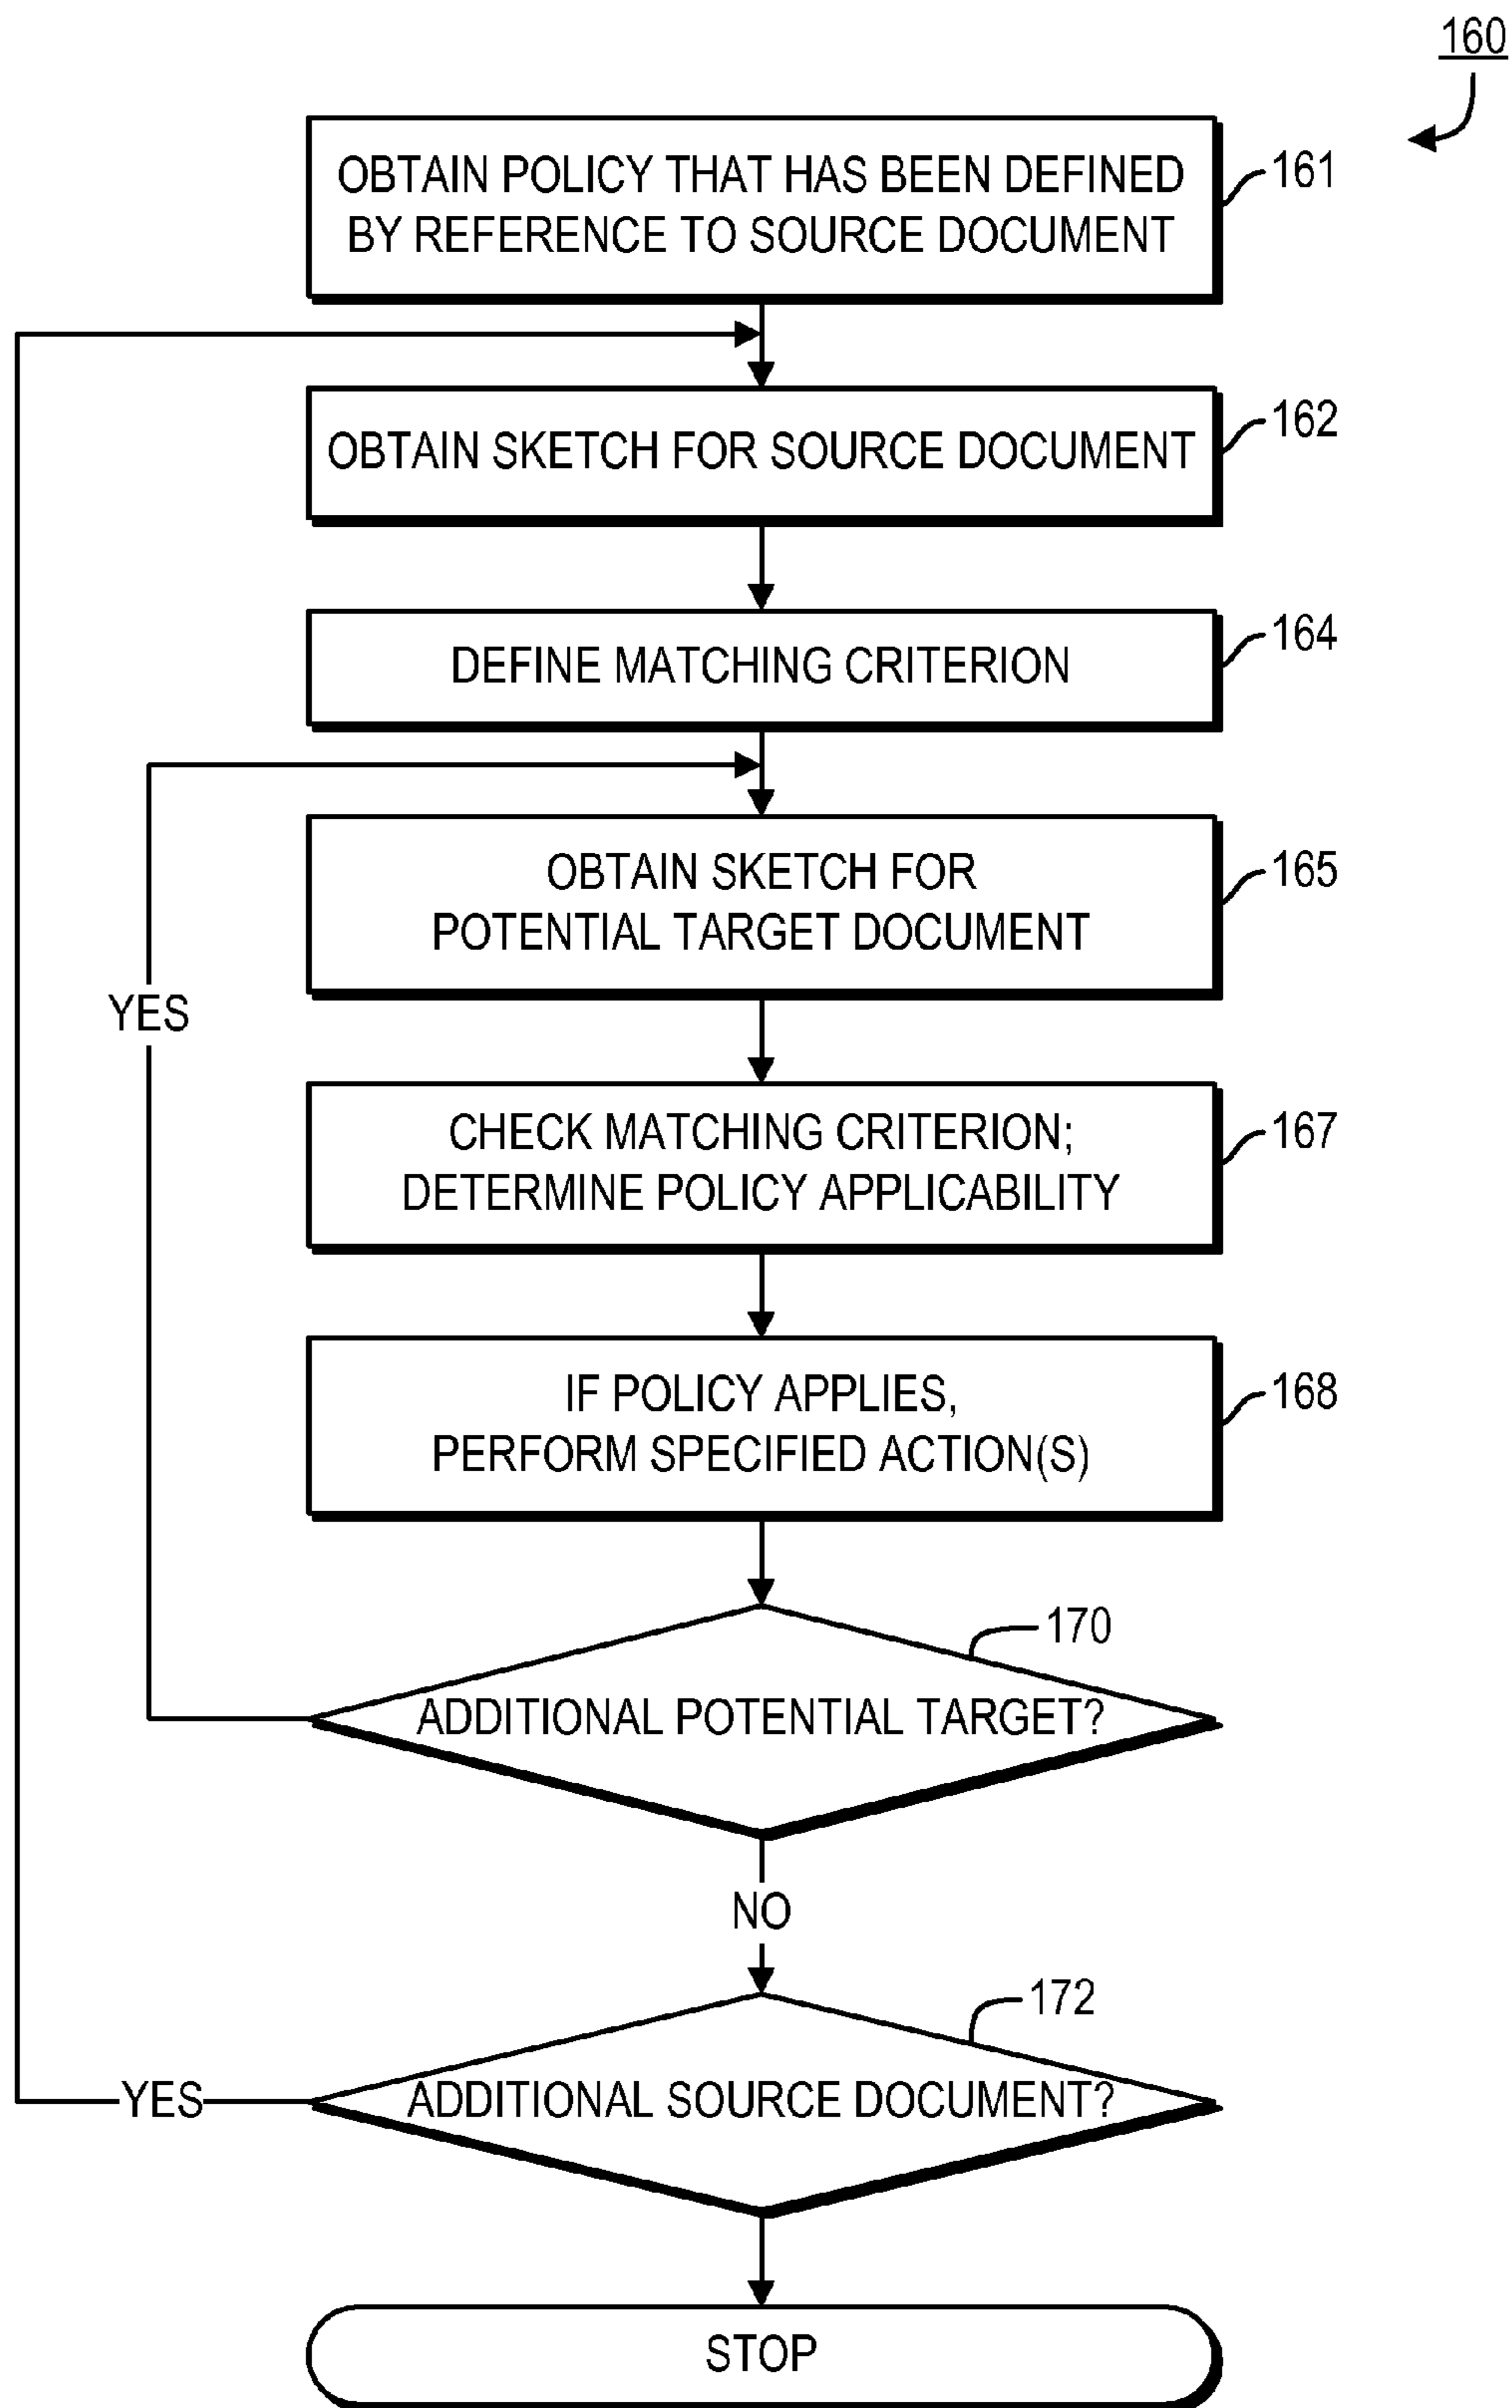 160
OBTAIN POLICY THAT HAS BEEN DEFINED
BY REFERENCE TO SOURCE DOCUMENT
161
OBTAIN SKETCH FOR SOURCE DOCUMENT
162
DEFINE MATCHING CRITERION
164
OBTAIN SKETCH FOR
POTENTIAL TARGET DOCUMENT
165
YES
CHECK MATCHING CRITERION;
DETERMINE POLICY APPLICABILITY
167
IF POLICY APPLIES,
PERFORM SPECIFIED ACTION(S)
168
170
ADDITIONAL POTENTIAL TARGET?
NO
172
YES
ADDITIONAL SOURCE DOCUMENT?
STOP